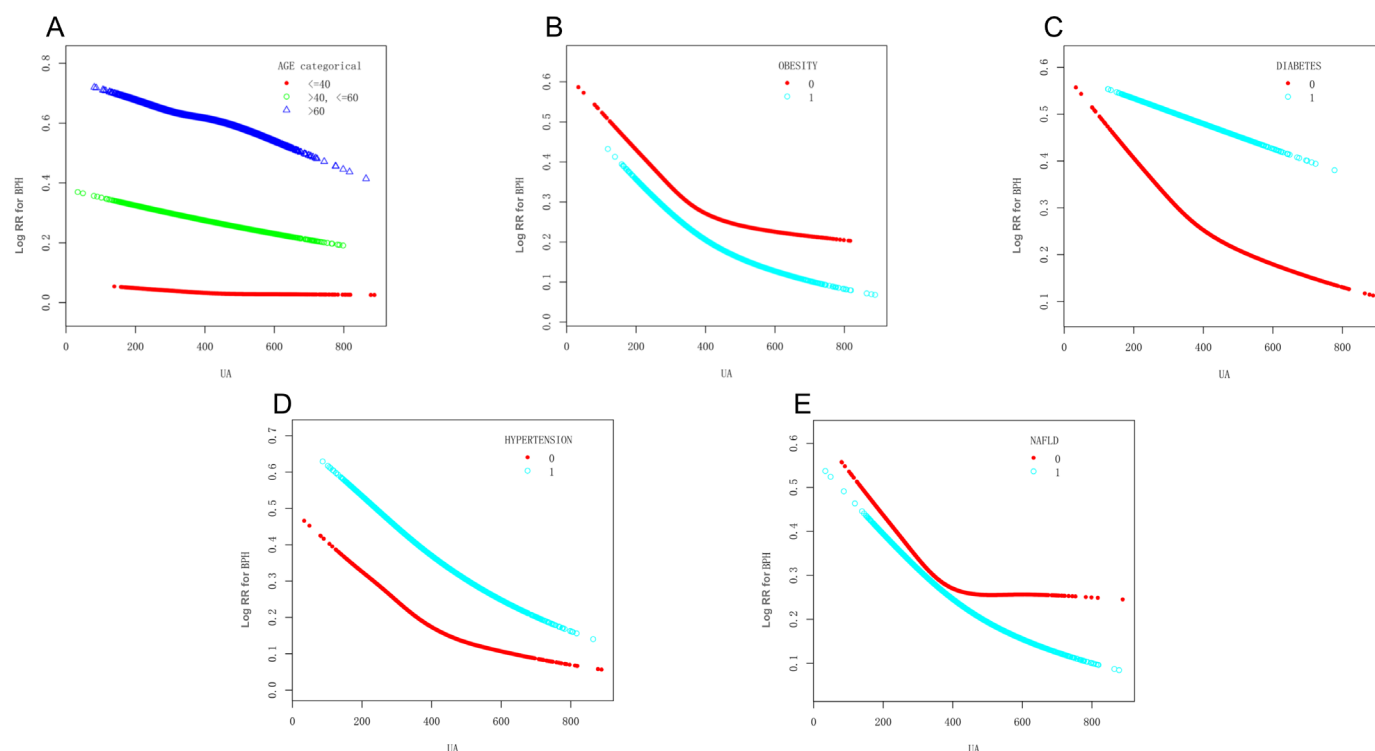 A
AGE categorical
<=40
>40, <=60
>60
Log RR for BPH
0.0 0.2 0.4 0.6 0.8
0 200 400 600 800
UA
B
OBESITY
0
1
Log RR for BPH
0.0 0.1 0.2 0.3 0.4 0.5 0.6
0 200 400 600 800
UA
C
DIABETES
0
1
Log RR for BPH
0.1 0.2 0.3 0.4 0.5 0.6
0 200 400 600 800
UA
D
HYPERTENSION
0
1
Log RR for BPH
0.0 0.1 0.2 0.3 0.4 0.5 0.6 0.7
0 200 400 600 800
UA
E
NAFLD
0
1
Log RR for BPH
0.1 0.2 0.3 0.4 0.5 0.6
0 200 400 600 800
UA